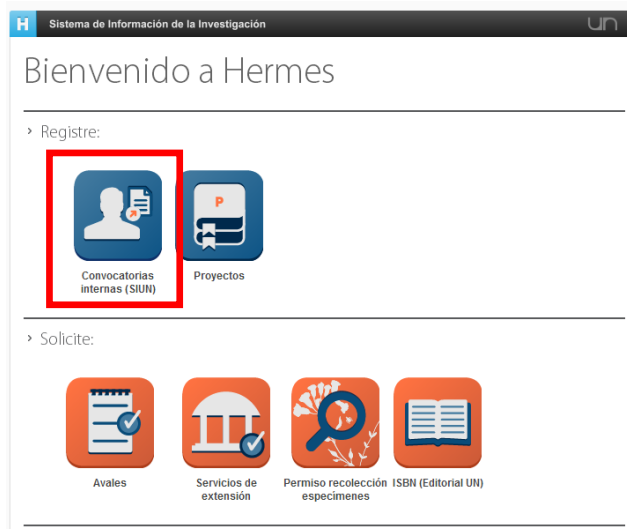 H Sistema de Información de la Investigación un
Bienvenido a Hermes
› Registre:
P
Convocatorias internas (SIUN)
Proyectos
› Solicite:
Avales
Servicios de extensión
Permiso recolección especímenes
ISBN (Editorial UN)